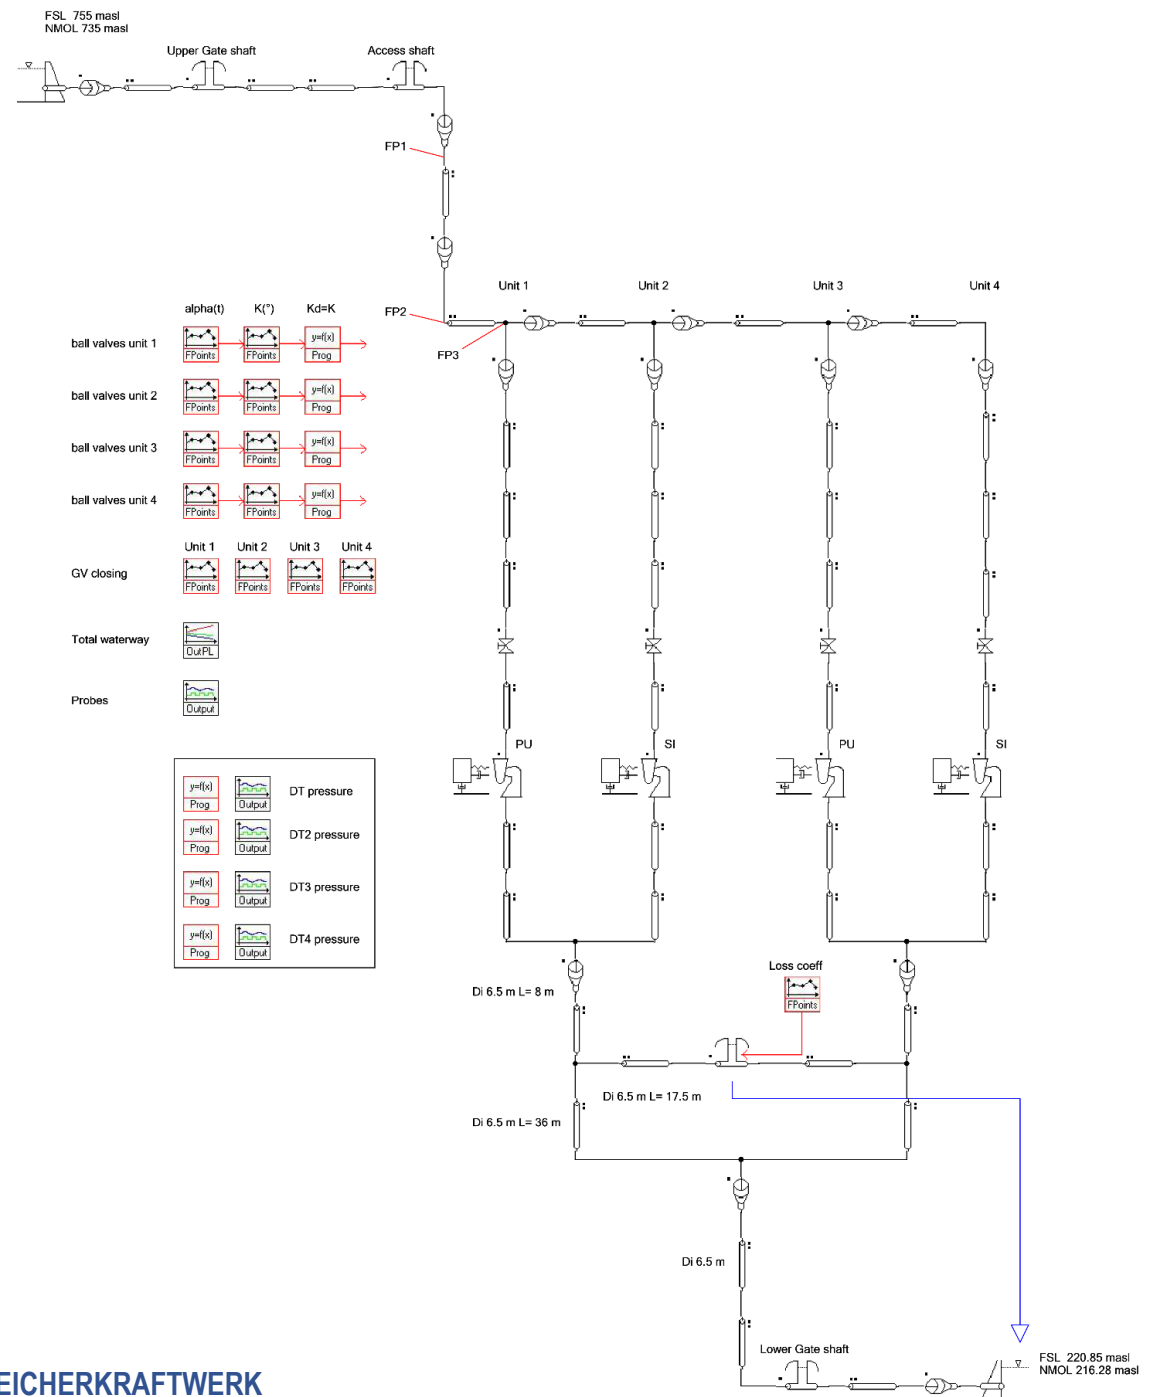 FSL 755 masl
NMOL 735 masl
Upper Gate shaft
Access shaft
FP1
FP2
FP3
Unit 1
Unit 2
Unit 3
Unit 4
alpha(t)
K(°)
Kd=K
ball valves unit 1
FPoints
FPoints
y=f(x)
Prog
ball valves unit 2
FPoints
FPoints
y=f(x)
Prog
ball valves unit 3
FPoints
FPoints
y=f(x)
Prog
ball valves unit 4
FPoints
FPoints
y=f(x)
Prog
Unit 1
Unit 2
Unit 3
Unit 4
GV closing
FPoints
FPoints
FPoints
FPoints
Total waterway
OutPL
Probes
Output
PU
SI
PU
SI
y=f(x)
Prog
Output
DT pressure
y=f(x)
Prog
Output
DT2 pressure
y=f(x)
Prog
Output
DT3 pressure
y=f(x)
Prog
Output
DT4 pressure
Loss coeff
FPoints
Di 6.5 m L= 8 m
Di 6.5 m L= 17.5 m
Di 6.5 m L= 36 m
Di 6.5 m
Lower Gate shaft
FSL 220.85 masl
NMOL 216.28 masl
EICHERKRAFTWERK